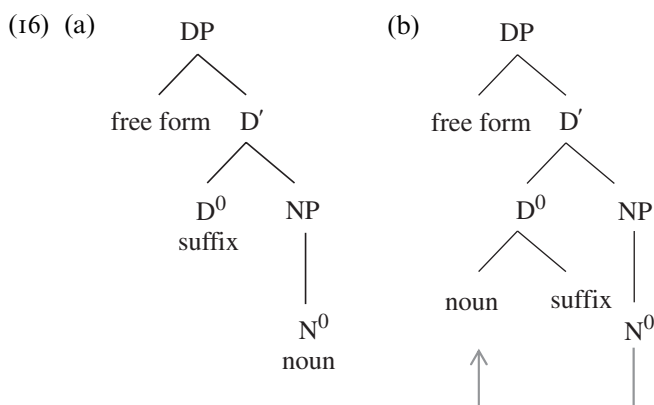 (16) (a) DP (b) DP
free form D′ free form D′
D⁰ NP D⁰ NP
suffix
noun suffix N⁰
N⁰
noun